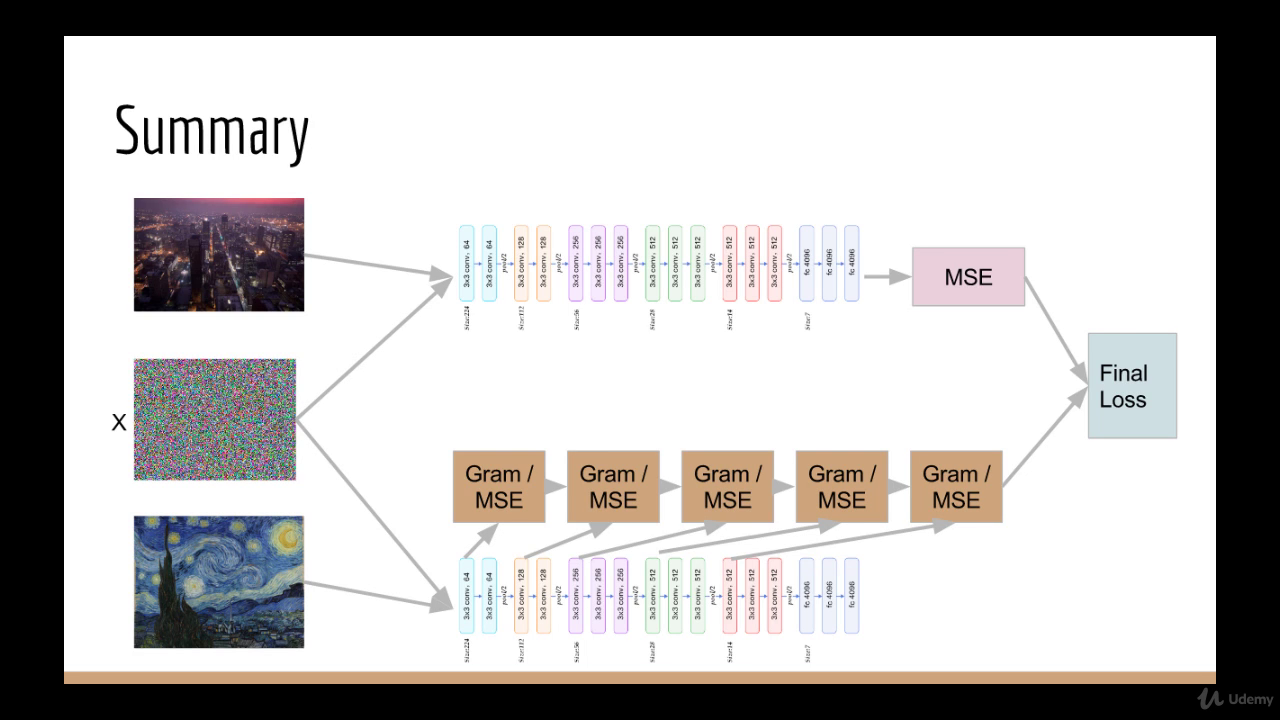 Summary
3x3 conv, 64
3x3 conv, 64
pool/2
3x3 conv, 128
3x3 conv, 128
pool/2
3x3 conv, 256
3x3 conv, 256
3x3 conv, 256
pool/2
3x3 conv, 512
3x3 conv, 512
3x3 conv, 512
pool/2
3x3 conv, 512
3x3 conv, 512
3x3 conv, 512
pool/2
fc 4096
fc 4096
fc 4096
Size:224
Size:112
Size:56
Size:28
Size:14
Size:7
MSE
X
Final
Loss
Gram /
MSE
Gram /
MSE
Gram /
MSE
Gram /
MSE
Gram /
MSE
3x3 conv, 64
3x3 conv, 64
pool/2
3x3 conv, 128
3x3 conv, 128
pool/2
3x3 conv, 256
3x3 conv, 256
3x3 conv, 256
pool/2
3x3 conv, 512
3x3 conv, 512
3x3 conv, 512
pool/2
3x3 conv, 512
3x3 conv, 512
3x3 conv, 512
pool/2
fc 4096
fc 4096
fc 4096
Size:224
Size:112
Size:56
Size:28
Size:14
Size:7
Udemy